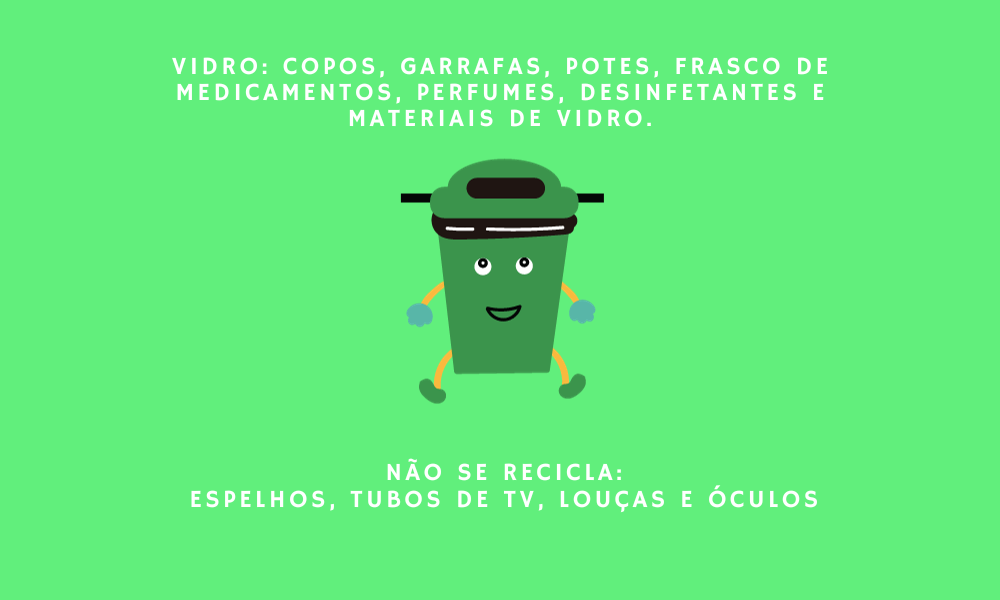 VIDRO: COPOS, GARRAFAS, POTES, FRASCO DE
MEDICAMENTOS, PERFUMES, DESINFETANTES E
MATERIAIS DE VIDRO.
NÃO SE RECICLA:
ESPELHOS, TUBOS DE TV, LOUÇAS E ÓCULOS